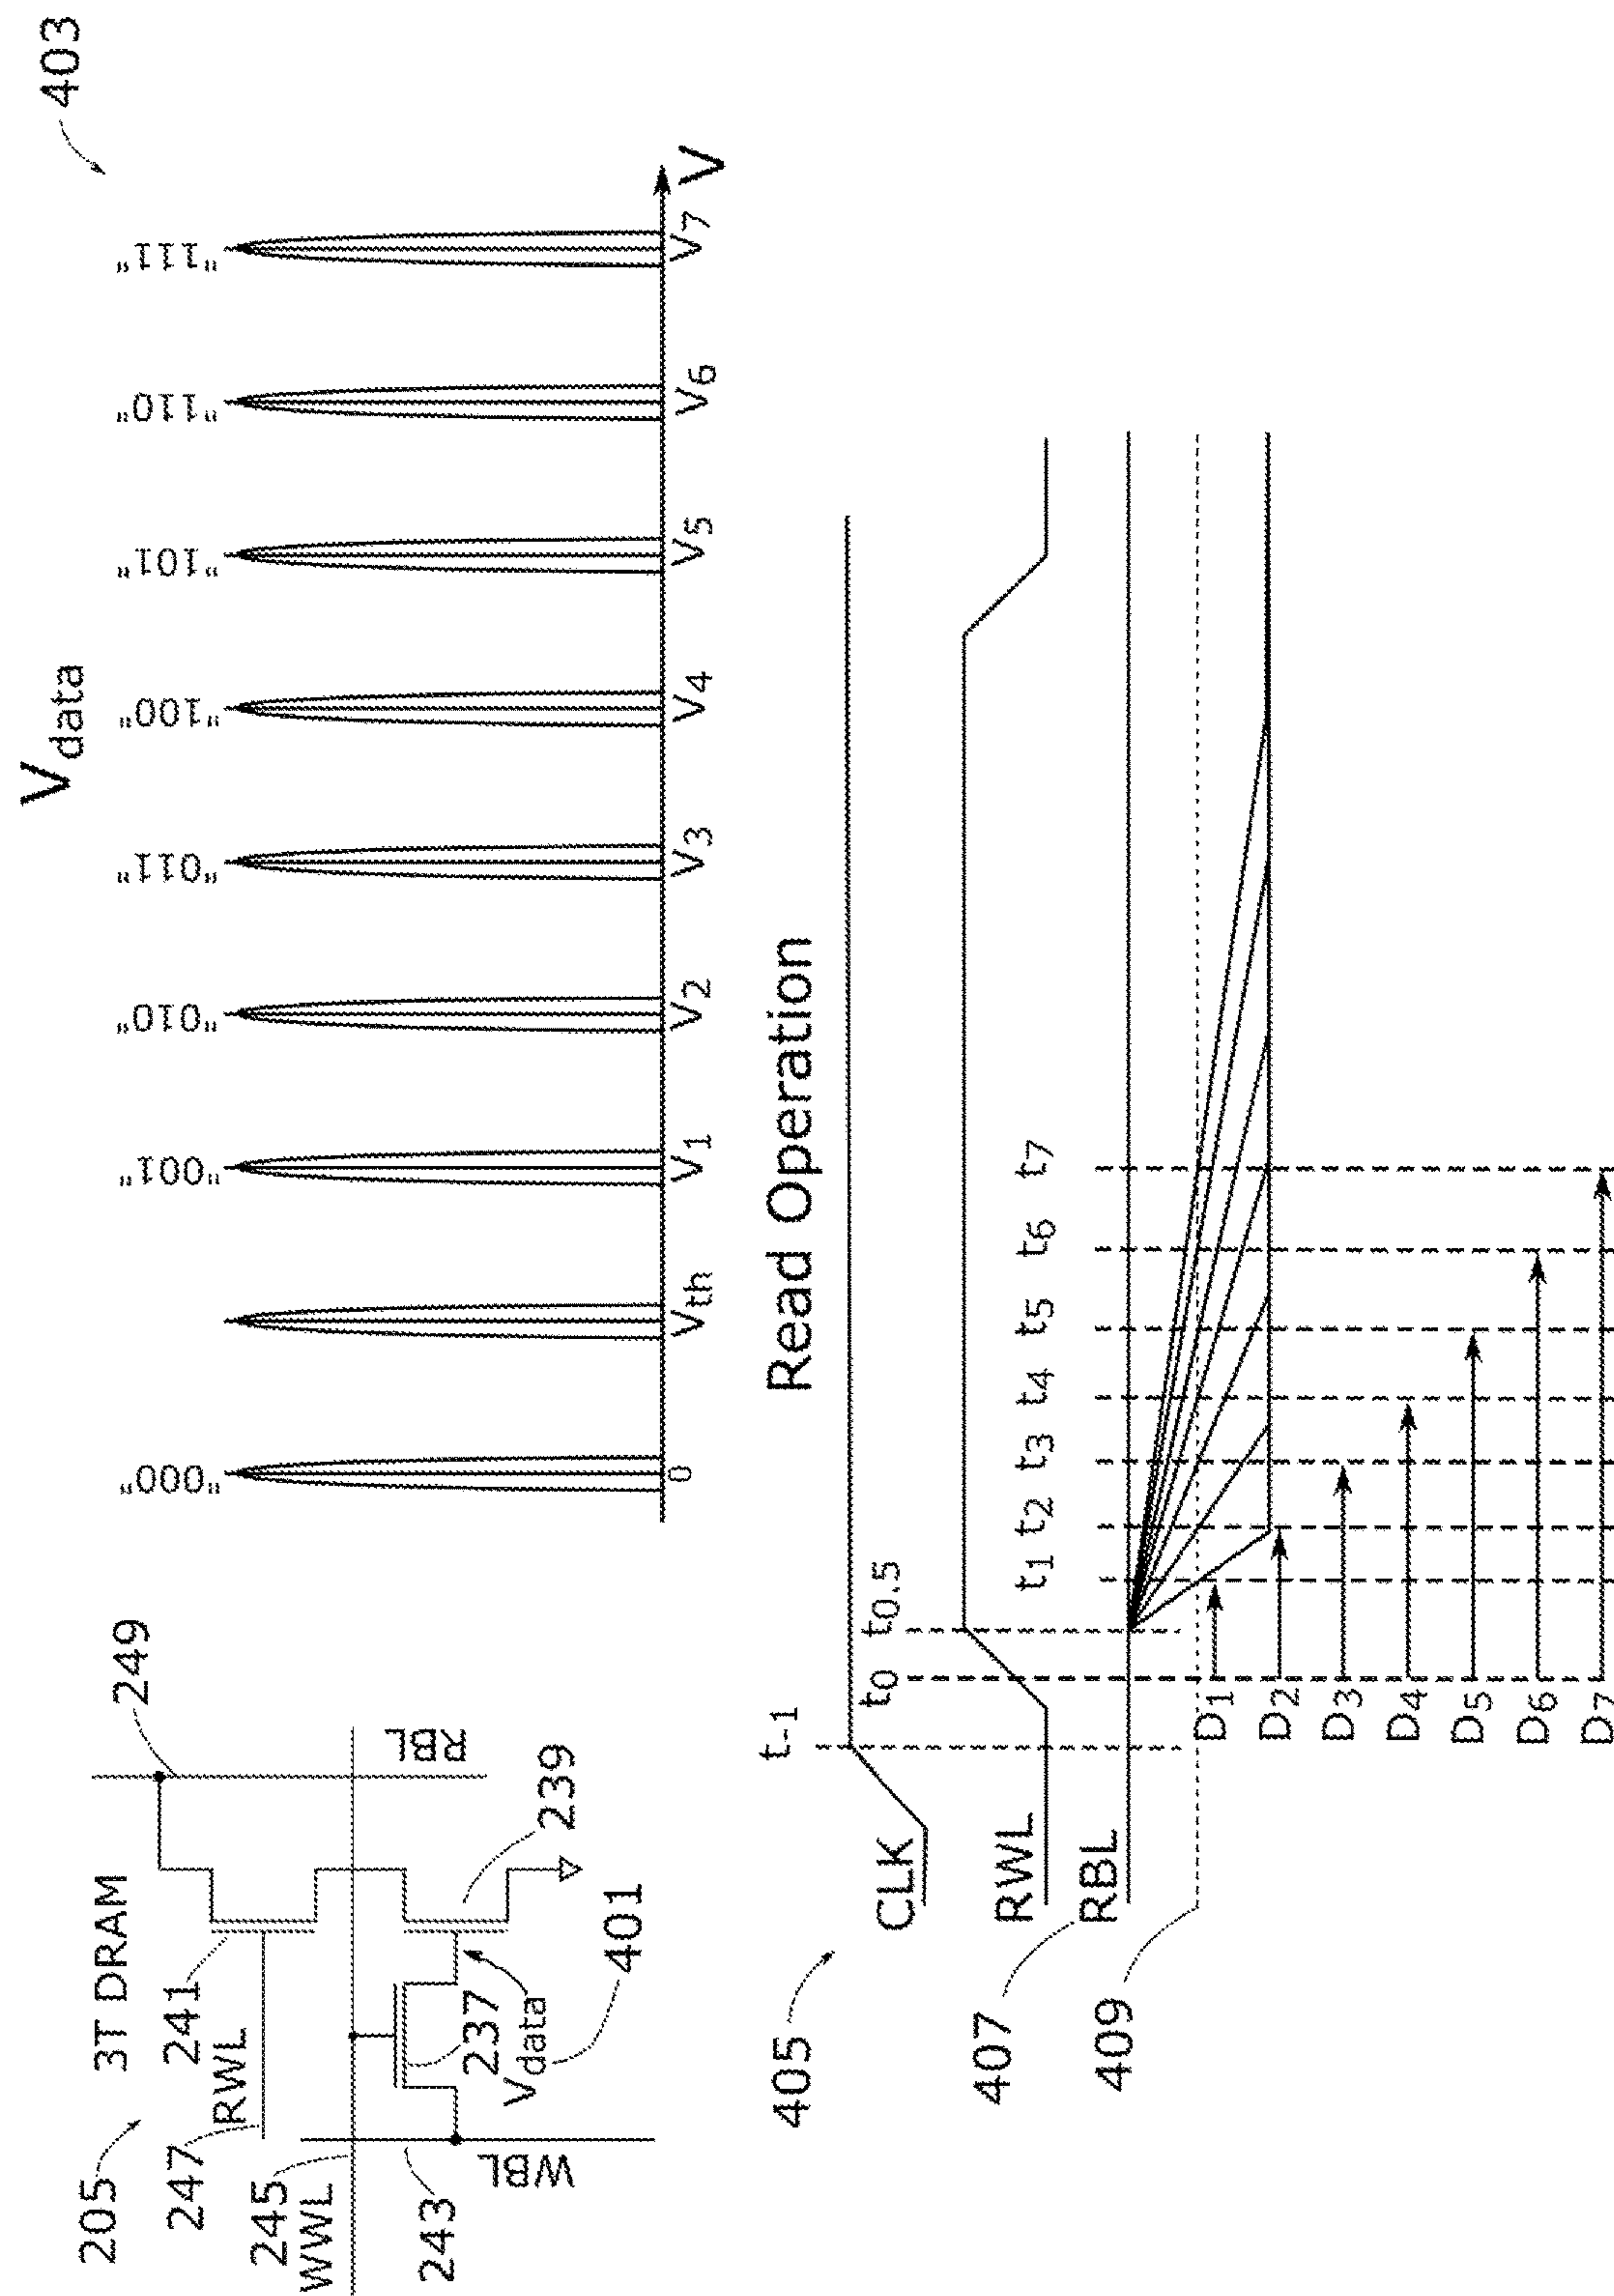 205
3T DRAM
249
241
247
RWL
245
WWL
237
Vdata
239
401
243
WBL
RBL
Vdata
403
"000" "001" "010" "011" "100" "101" "110" "111"
0 Vth V1 V2 V3 V4 V5 V6 V7 V
Read Operation
405
t-1
t0 t0.5
CLK
407
RWL
t1 t2 t3 t4 t5 t6 t7
RBL
409
D1
D2
D3
D4
D5
D6
D7